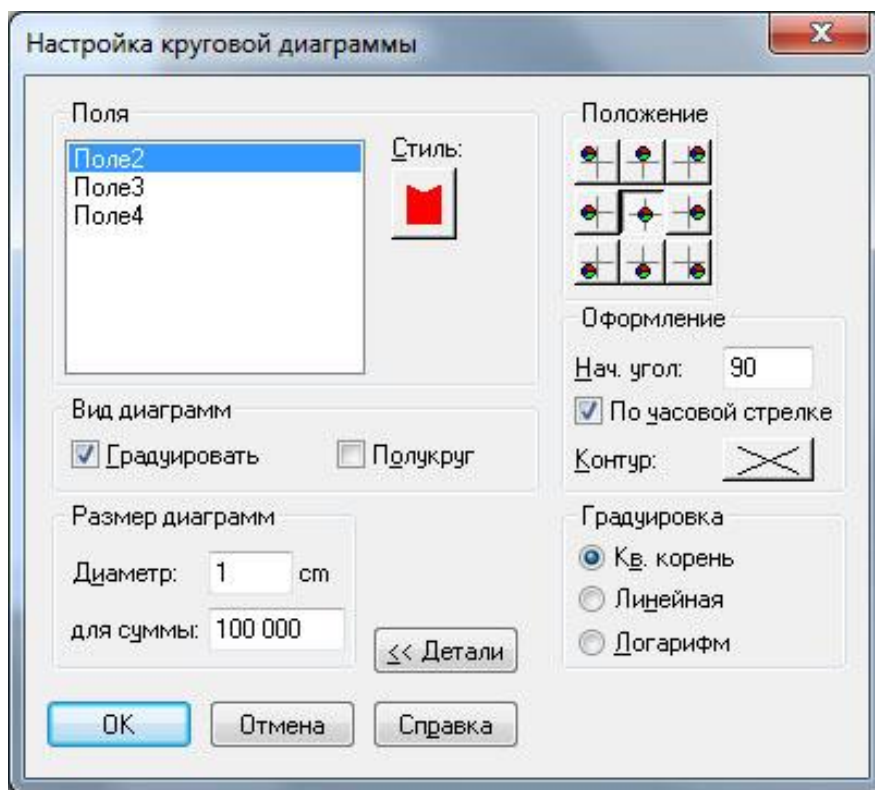 Настройка круговой диаграммы
Поля
Поле2
Поле3
Поле4
Стиль:
Положение
Оформление
Нач. угол: 90
По часовой стрелке
Контур:
Вид диаграмм
Градуировать
Полукруг
Размер диаграмм
Диаметр: 1 cm
для суммы: 100 000
<< Детали
Градуировка
Кв. корень
Линейная
Логарифм
OK
Отмена
Справка